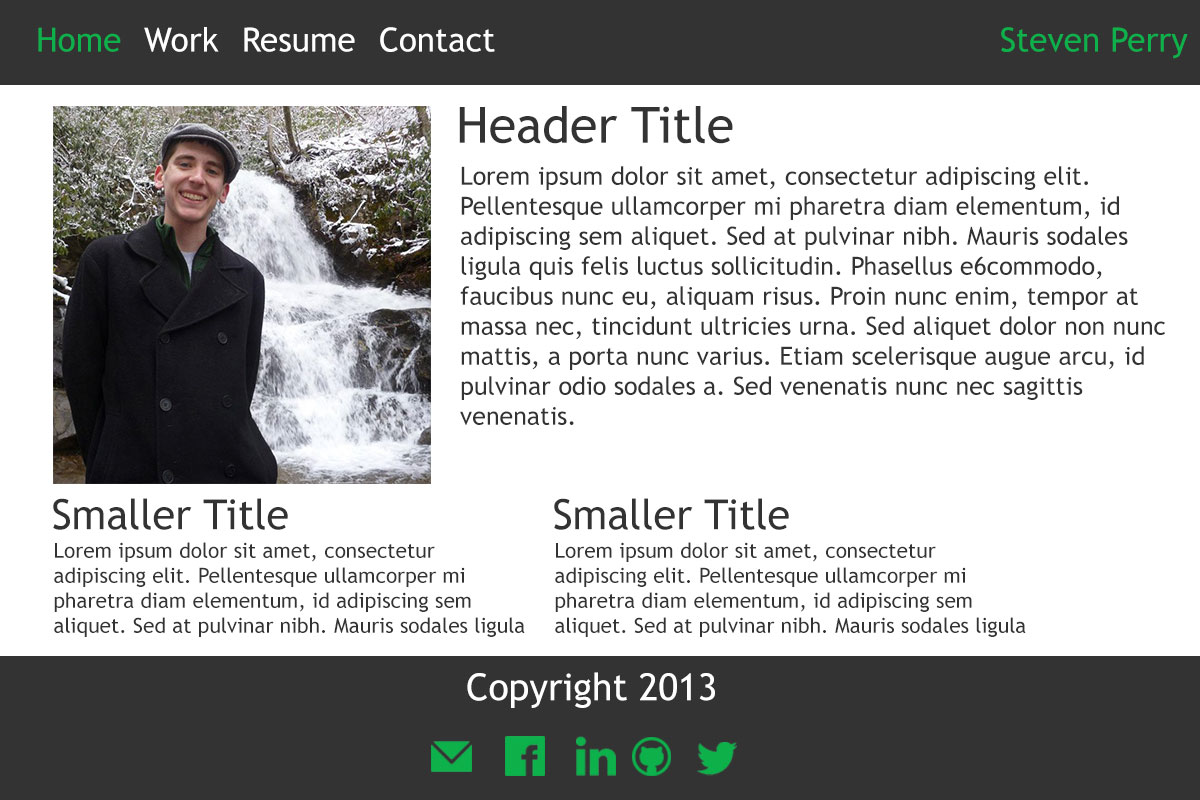 Home Work Resume Contact Steven Perry
Header Title
Lorem ipsum dolor sit amet, consectetur adipiscing elit.
Pellentesque ullamcorper mi pharetra diam elementum, id
adipiscing sem aliquet. Sed at pulvinar nibh. Mauris sodales
ligula quis felis luctus sollicitudin. Phasellus e6commodo,
faucibus nunc eu, aliquam risus. Proin nunc enim, tempor at
massa nec, tincidunt ultricies urna. Sed aliquet dolor non nunc
mattis, a porta nunc varius. Etiam scelerisque augue arcu, id
pulvinar odio sodales a. Sed venenatis nunc nec sagittis
venenatis.
Smaller Title
Lorem ipsum dolor sit amet, consectetur
adipiscing elit. Pellentesque ullamcorper mi
pharetra diam elementum, id adipiscing sem
aliquet. Sed at pulvinar nibh. Mauris sodales ligula
Smaller Title
Lorem ipsum dolor sit amet, consectetur
adipiscing elit. Pellentesque ullamcorper mi
pharetra diam elementum, id adipiscing sem
aliquet. Sed at pulvinar nibh. Mauris sodales ligula
Copyright 2013